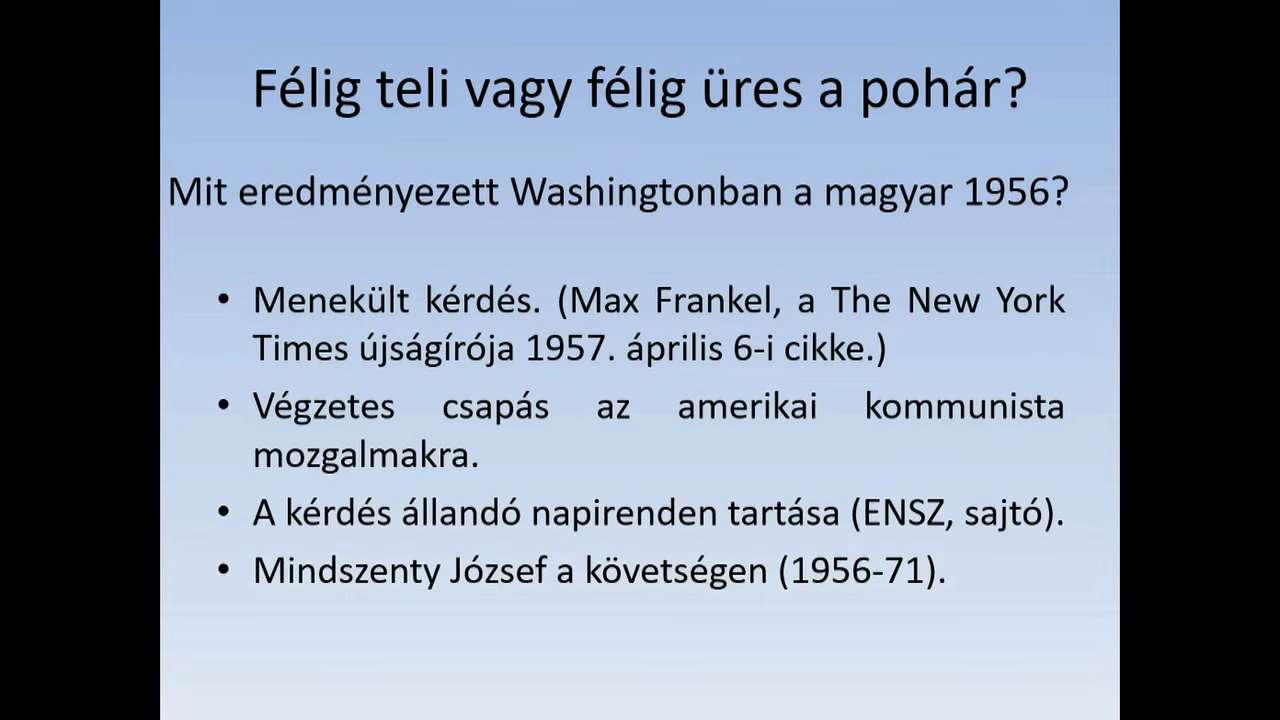 Félig teli vagy félig üres a pohár?
Mit eredményezett Washingtonban a magyar 1956?
• Menekült kérdés. (Max Frankel, a The New York
Times újságírója 1957. április 6-i cikke.)
• Végzetes csapás az amerikai kommunista
mozgalmakra.
• A kérdés állandó napirenden tartása (ENSZ, sajtó).
• Mindszenty József a követségen (1956-71).